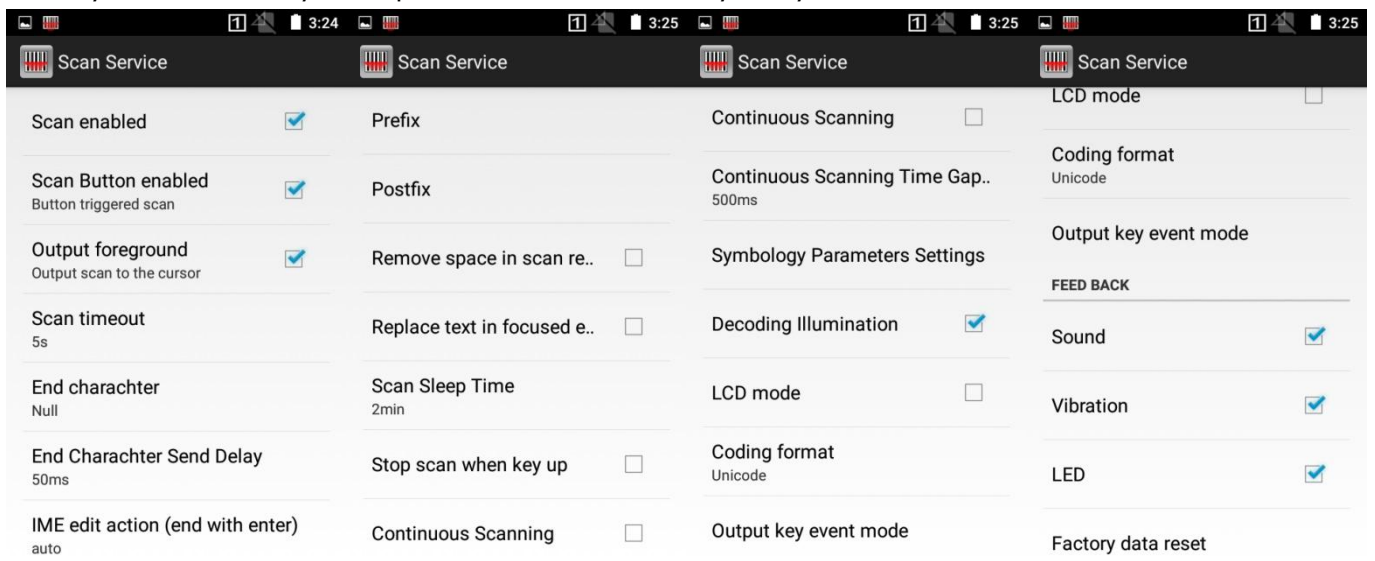 1 3:24
Scan Service
Scan enabled
Scan Button enabled
Button triggered scan
Output foreground
Output scan to the cursor
Scan timeout
5s
End charachter
Null
End Charachter Send Delay
50ms
IME edit action (end with enter)
auto
1 3:25
Scan Service
Prefix
Postfix
Remove space in scan re..
Replace text in focused e..
Scan Sleep Time
2min
Stop scan when key up
Continuous Scanning
1 3:25
Scan Service
Continuous Scanning
Continuous Scanning Time Gap..
500ms
Symbology Parameters Settings
Decoding Illumination
LCD mode
Coding format
Unicode
Output key event mode
1 3:25
Scan Service
LCD mode
Coding format
Unicode
Output key event mode
FEED BACK
Sound
Vibration
LED
Factory data reset